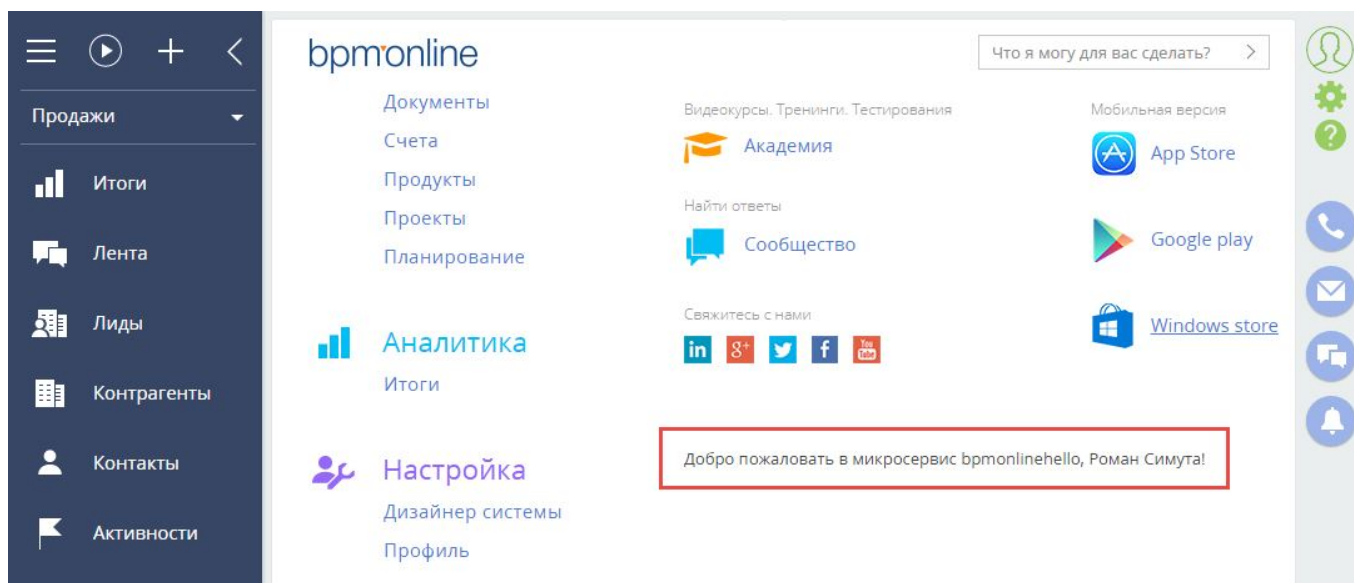 bpm'online
Что я могу для вас сделать?
Продажи
Итоги
Лента
Лиды
Контрагенты
Контакты
Активности
Документы
Счета
Продукты
Проекты
Планирование
Аналитика
Итоги
Настройка
Дизайнер системы
Профиль
Видеокурсы. Тренинги. Тестирования
Академия
Найти ответы
Сообщество
Свяжитесь с нами
in g+ f You Tube
Добро пожаловать в микросервис bpmonlinehello, Роман Симута!
Мобильная версия
App Store
Google play
Windows store